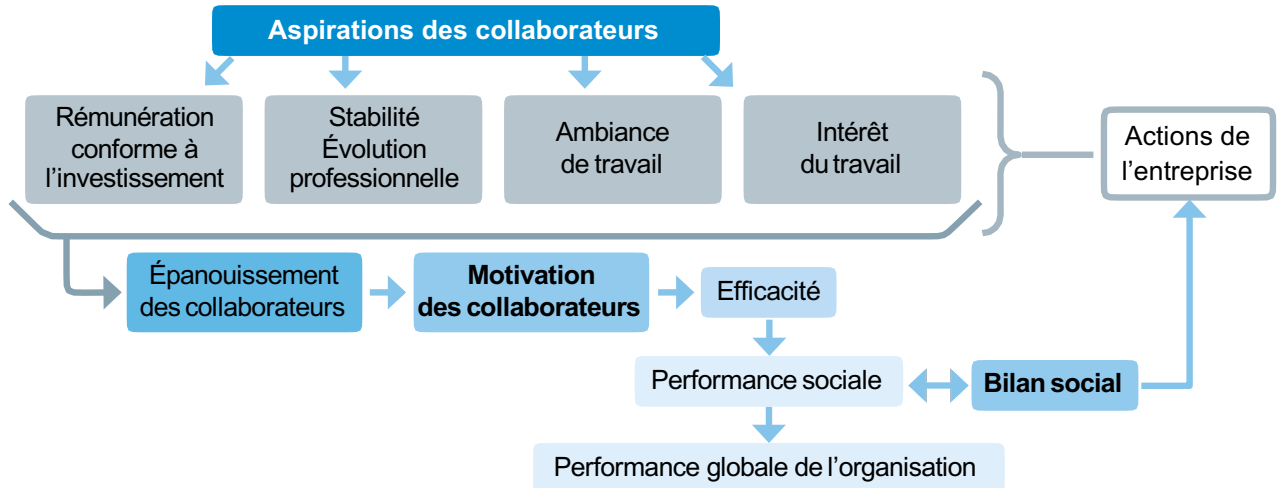 Aspirations des collaborateurs
Rémunération
conforme à
l’investissement
Stabilité
Évolution
professionnelle
Ambiance
de travail
Intérêt
du travail
Actions de
l’entreprise
Épanouissement
des collaborateurs
Motivation
des collaborateurs
Efficacité
Performance sociale
Bilan social
Performance globale de l’organisation